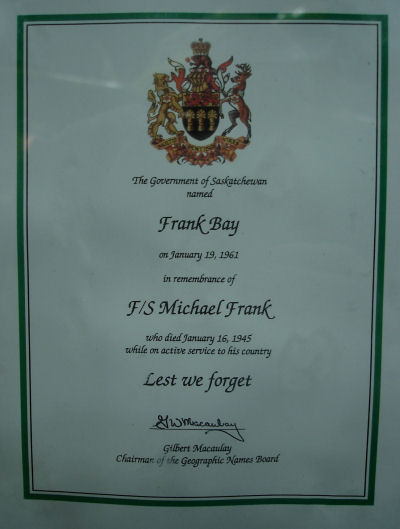 The Government of Saskatchewan
named
Frank Bay
on January 19, 1961
in remembrance of
F/S Michael Frank
who died January 16, 1945
while on active service to his country
Lest we forget
GWMacaulay
Gilbert Macaulay
Chairman of the Geographic Names Board